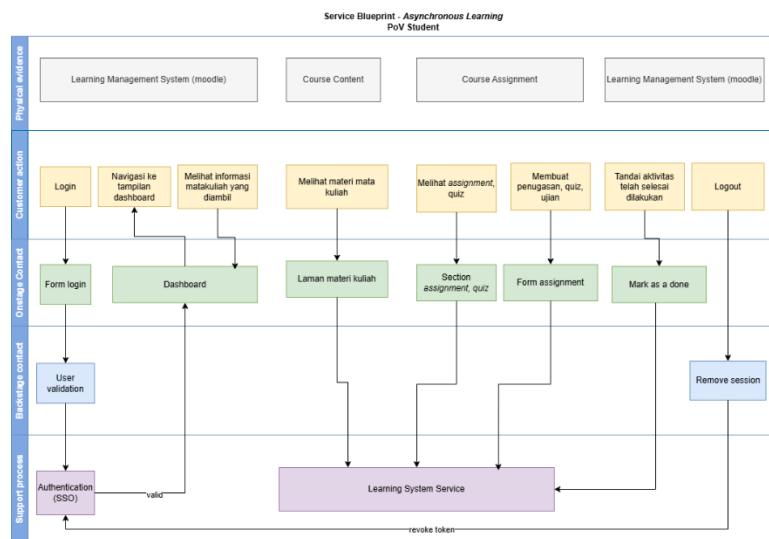 Service Blueprint - Asynchronous Learning
PoV Student
Physical evidence
Learning Management System (moodle)
Course Content
Course Assignment
Learning Management System (moodle)
Customer action
Login
Navigasi ke
tampilan
dashboard
Melihat informasi
matakuliah yang
diambil
Melihat materi mata
kuliah
Melihat assignment,
quiz
Membuat
penugasan, quiz,
ujian
Tandai aktivitas
telah selesai
dilakukan
Logout
Onstage Contact
Form login
Dashboard
Laman materi kuliah
Section
assignment, quiz
Form assignment
Mark as a done
Backstage contact
User
validation
Remove session
Support process
Authentication
(SSO)
valid
Learning System Service
revoke token